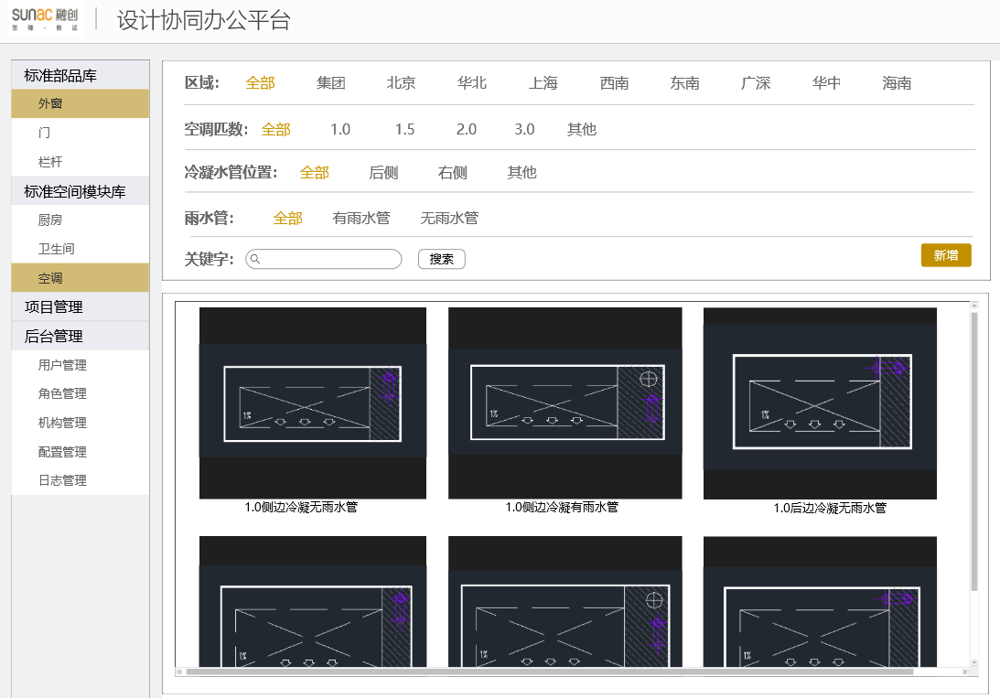 sunac 融创 设计协同办公平台
至臻·致远
标准部品库
外窗
门
栏杆
标准空间模块库
厨房
卫生间
空调
项目管理
后台管理
用户管理
角色管理
机构管理
配置管理
日志管理
区域: 全部 集团 北京 华北 上海 西南 东南 广深 华中 海南
空调匹数: 全部 1.0 1.5 2.0 3.0 其他
冷凝水管位置: 全部 后侧 右侧 其他
雨水管: 全部 有雨水管 无雨水管
关键字: 搜索 新增
1% 1% 1%
1.0侧边冷凝无雨水管 1.0侧边冷凝有雨水管 1.0后边冷凝无雨水管
1% 1% 1%